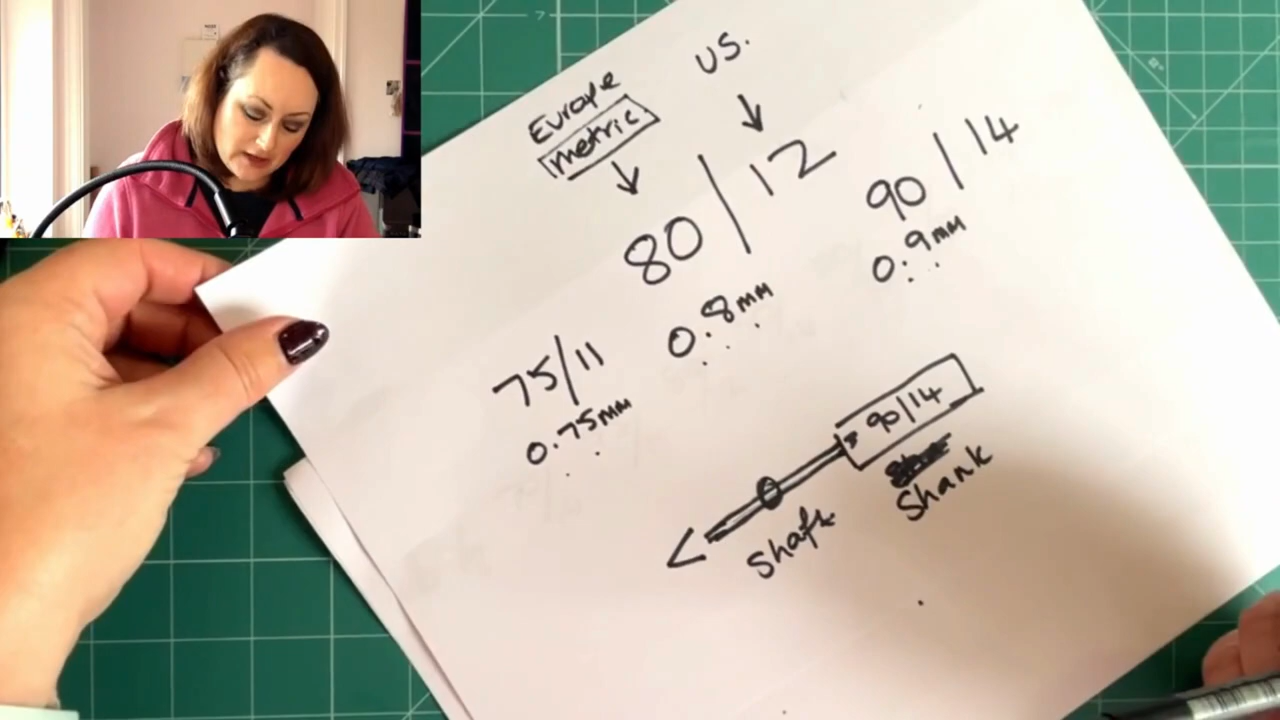 Europe
metric
US.
80/12
0.8mm
90/14
0.9mm
75/11
0.75mm
90/14
Shank
Shaft